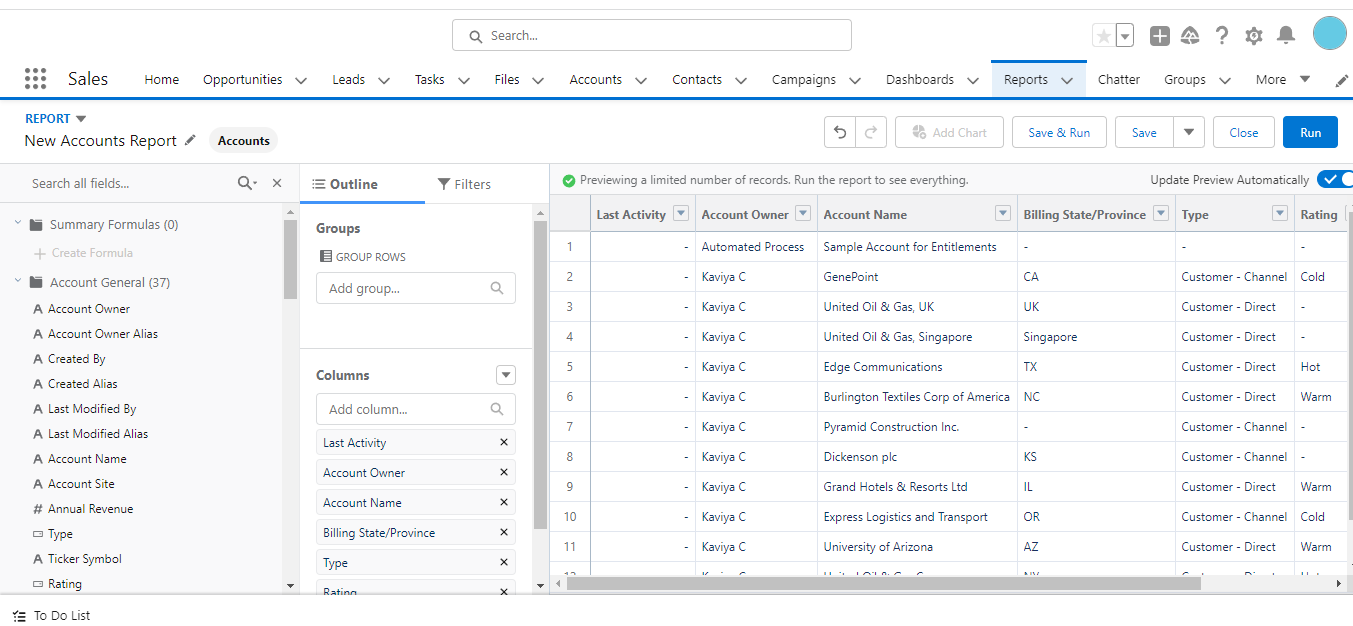 Search...
Sales Home Opportunities Leads Tasks Files Accounts Contacts Campaigns Dashboards Reports Chatter Groups More
REPORT
New Accounts Report Accounts
Add Chart Save & Run Save Close Run
Search all fields...
Summary Formulas (0)
Create Formula
Account General (37)
Account Owner
Account Owner Alias
Created By
Created Alias
Last Modified By
Last Modified Alias
Account Name
Account Site
Annual Revenue
Type
Ticker Symbol
Rating
Outline Filters
Groups
GROUP ROWS
Add group...
Columns
Add column...
Last Activity
Account Owner
Account Name
Billing State/Province
Type
Rating
Previewing a limited number of records. Run the report to see everything. Update Preview Automatically
Last Activity Account Owner Account Name Billing State/Province Type Rating
1 - Automated Process Sample Account for Entitlements - - -
2 - Kaviya C GenePoint CA Customer - Channel Cold
3 - Kaviya C United Oil & Gas, UK UK Customer - Direct -
4 - Kaviya C United Oil & Gas, Singapore Singapore Customer - Direct -
5 - Kaviya C Edge Communications TX Customer - Direct Hot
6 - Kaviya C Burlington Textiles Corp of America NC Customer - Direct Warm
7 - Kaviya C Pyramid Construction Inc. - Customer - Channel -
8 - Kaviya C Dickenson plc KS Customer - Channel -
9 - Kaviya C Grand Hotels & Resorts Ltd IL Customer - Direct Warm
10 - Kaviya C Express Logistics and Transport OR Customer - Channel Cold
11 - Kaviya C University of Arizona AZ Customer - Direct Warm
To Do List